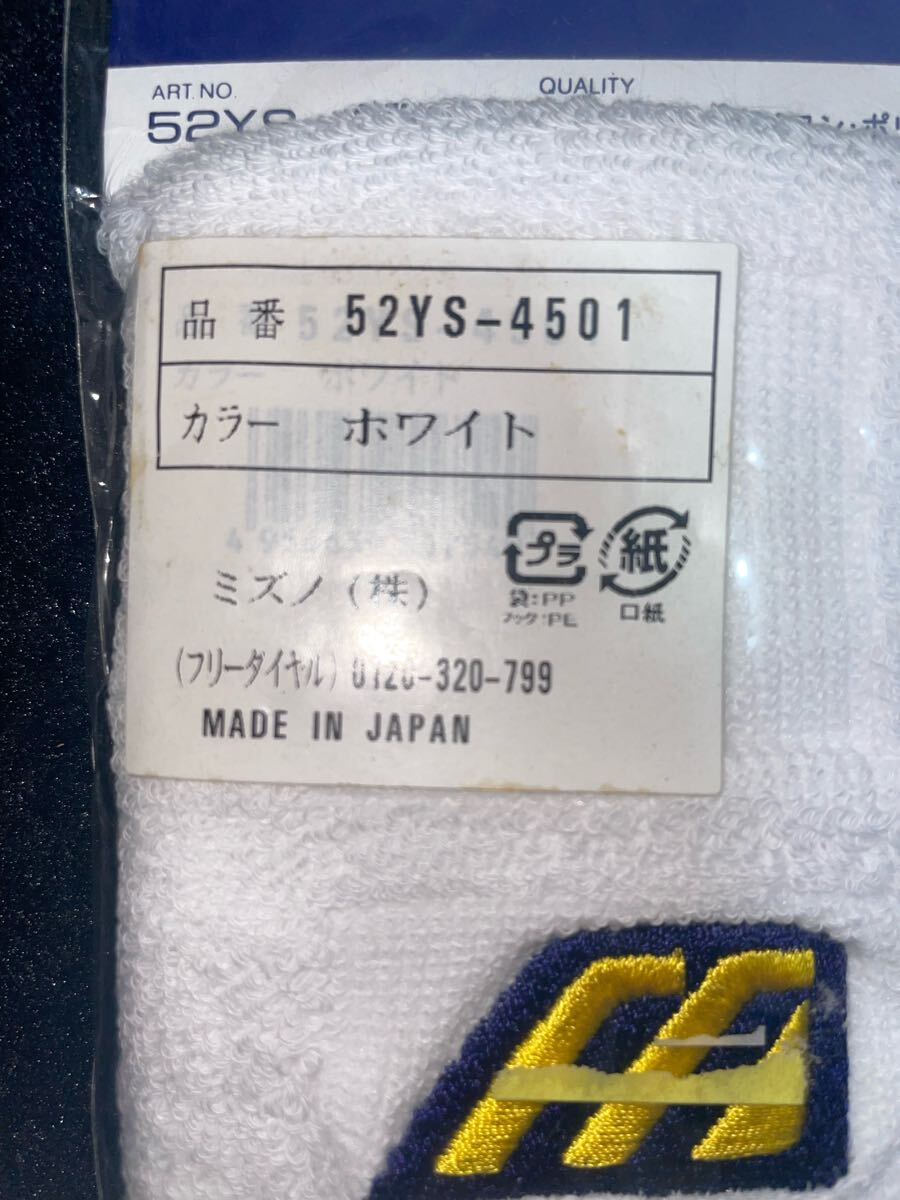 ART.NO.
QUALITY
52YS
品番 52YS-4501
カラー ホワイト
プラ
紙
袋:PP
フック:PE
口紙
ミズノ(株)
(フリーダイヤル) 0120-320-799
MADE IN JAPAN